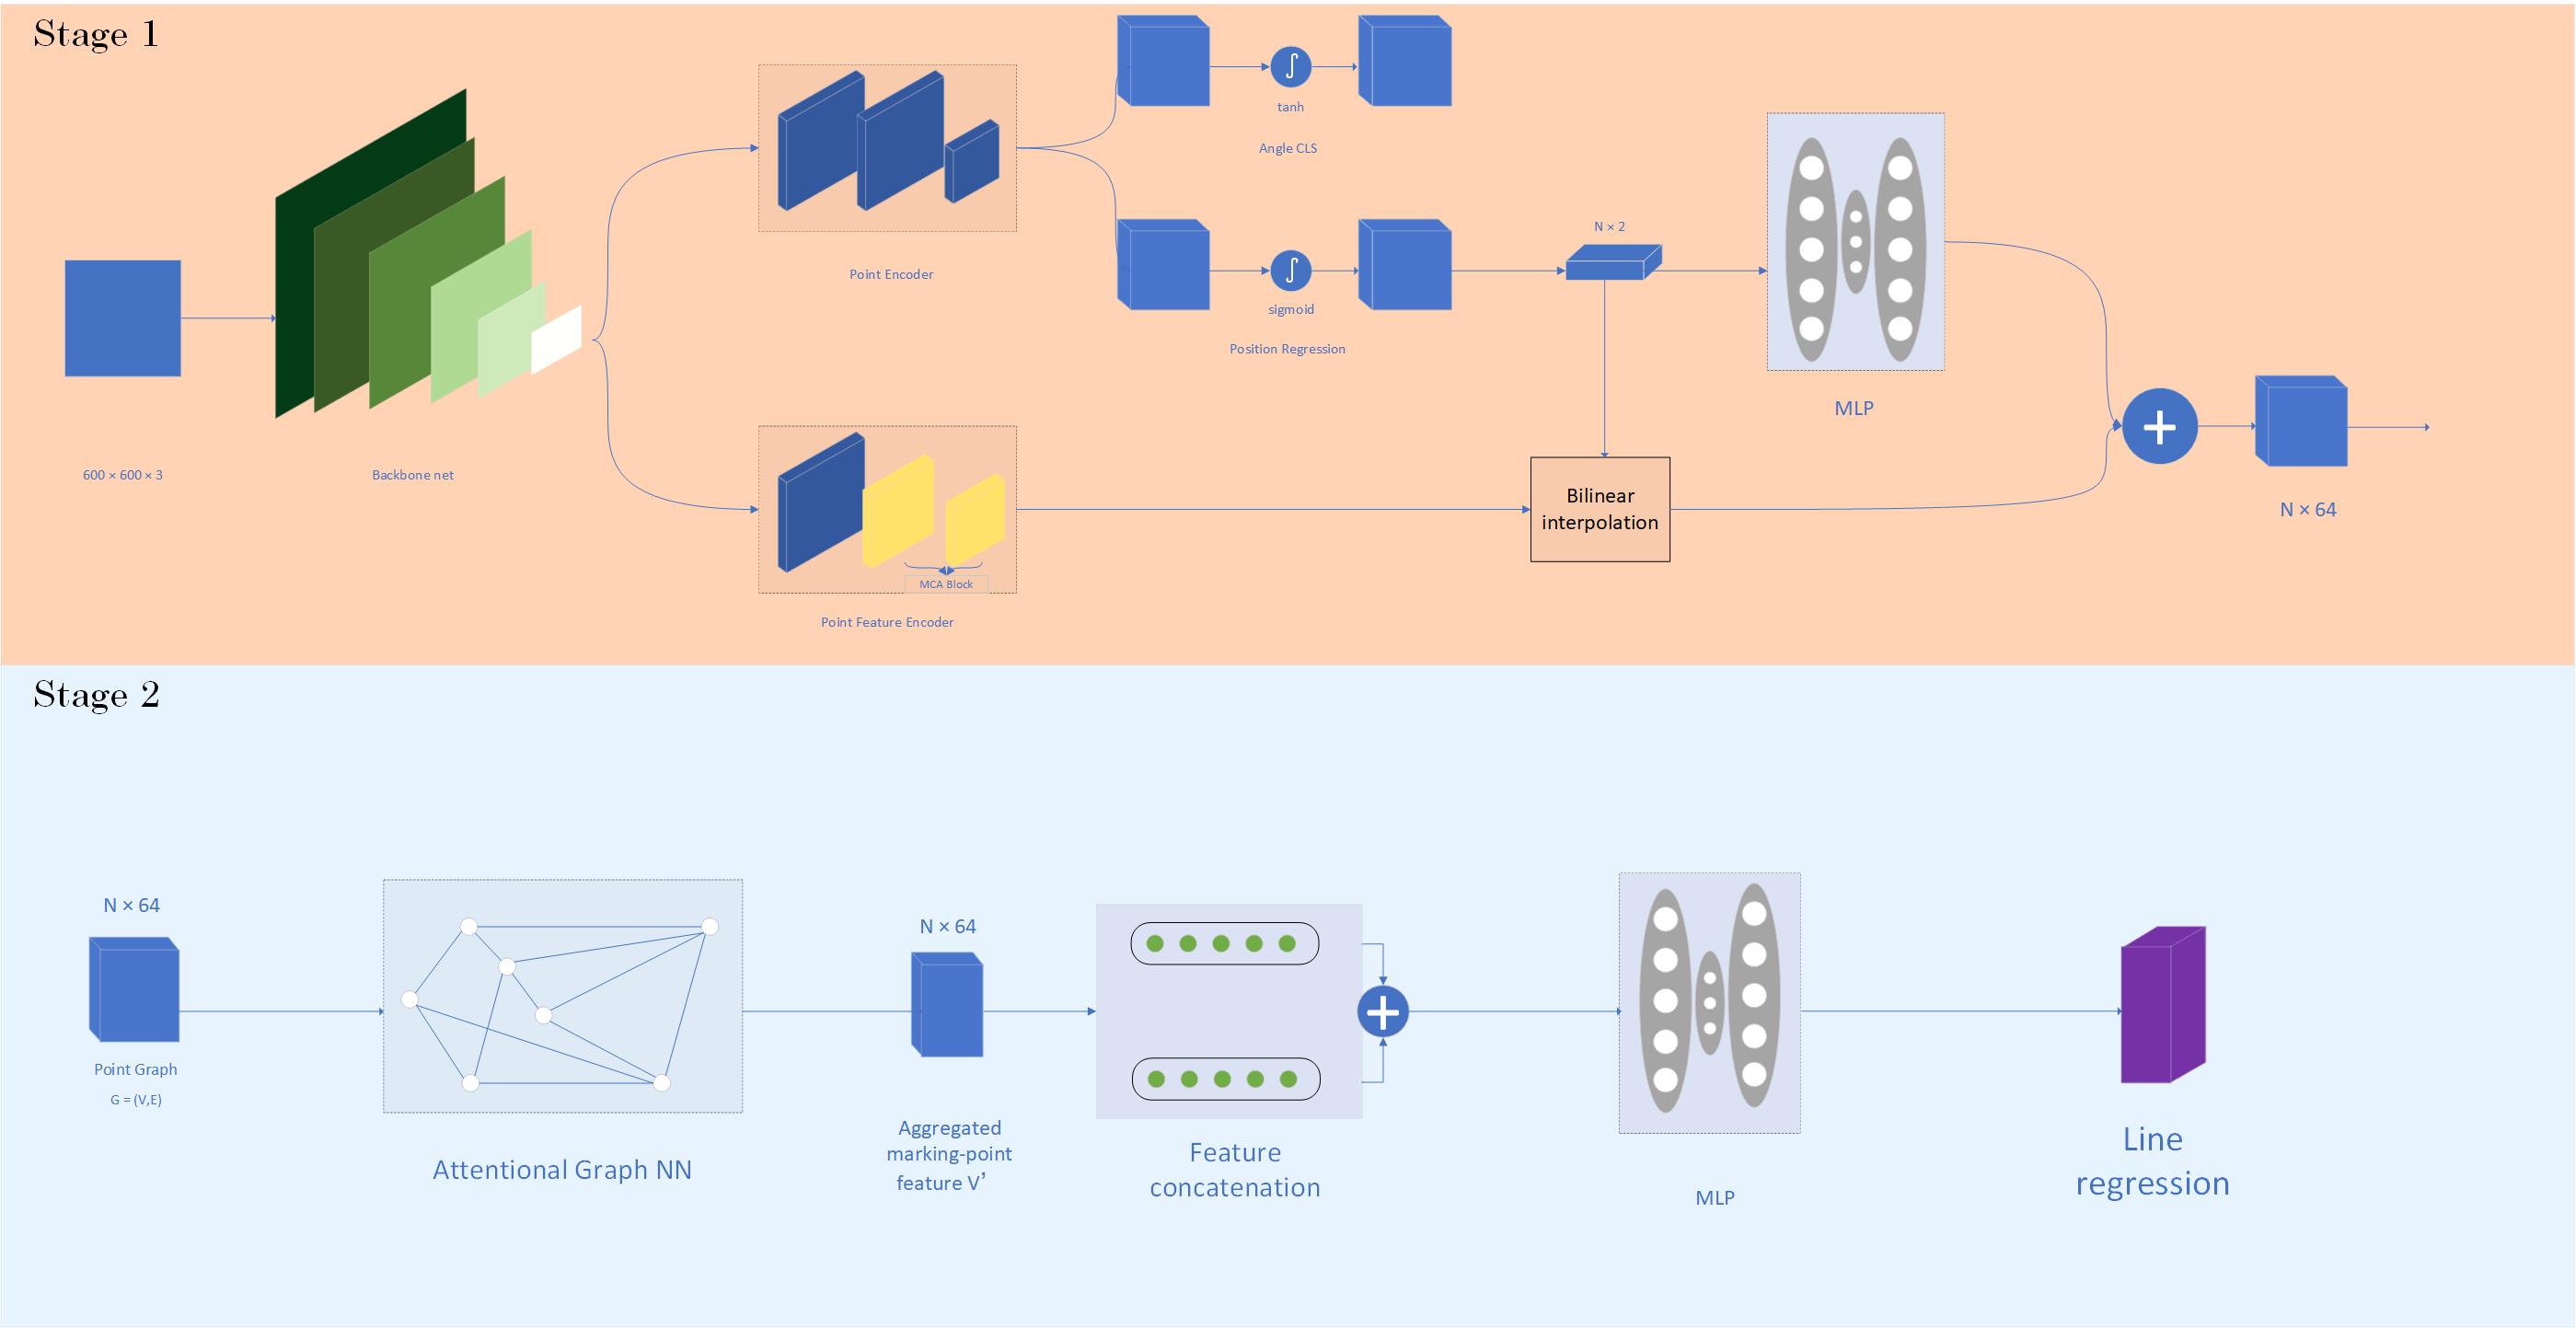 Stage 1
tanh
Angle CLS
N × 2
Point Encoder
sigmoid
Position Regression
MLP
600 × 600 × 3
Backbone net
Bilinear
interpolation
N × 64
MCA Block
Point Feature Encoder
Stage 2
N × 64
Point Graph
G = (V,E)
Attentional Graph NN
N × 64
Aggregated
marking-point
feature V’
Feature
concatenation
MLP
Line
regression